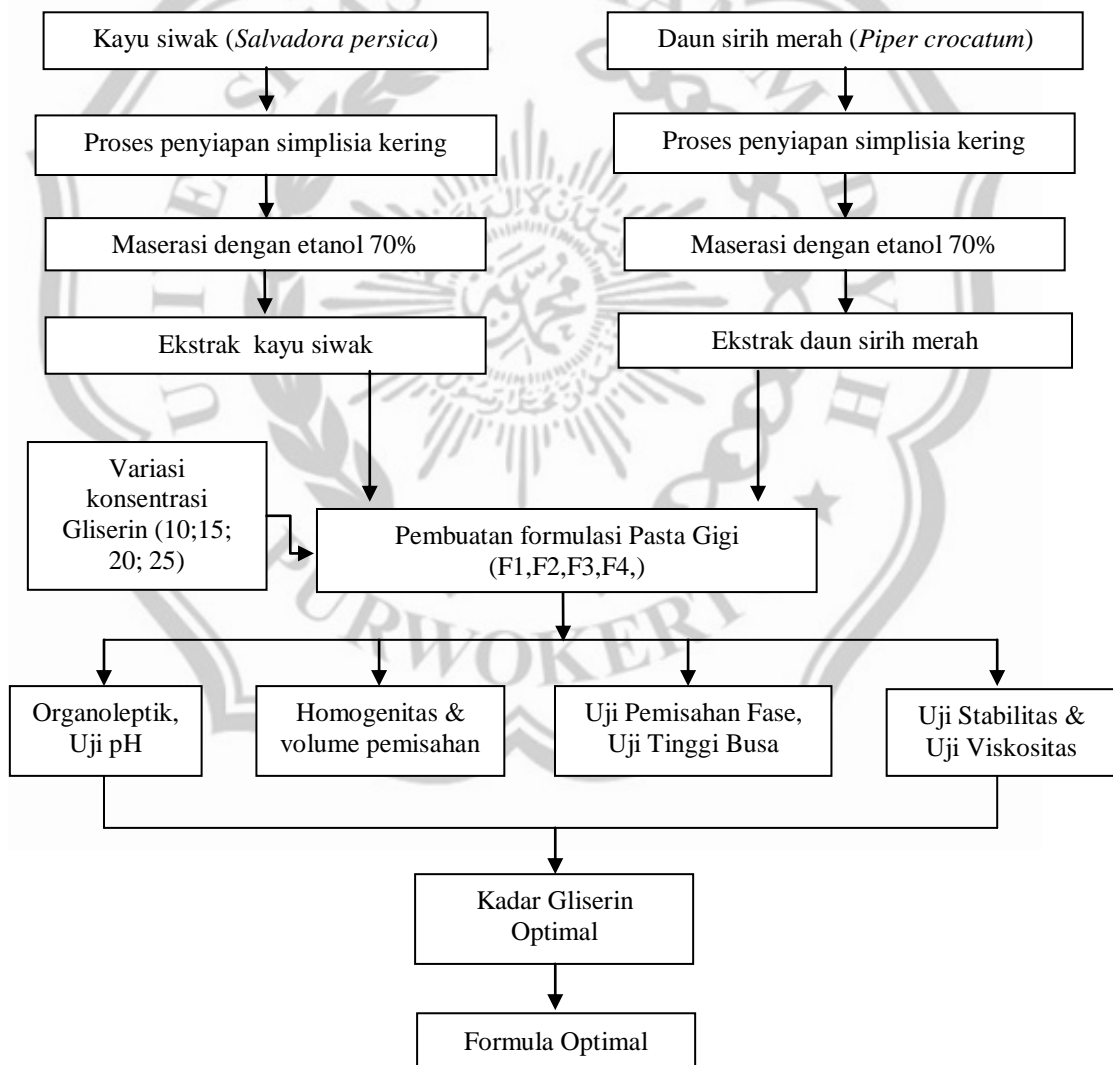 Kayu siwak (Salvadora persica)
Daun sirih merah (Piper crocatum)
Proses penyiapan simplisia kering
Proses penyiapan simplisia kering
Maserasi dengan etanol 70%
Maserasi dengan etanol 70%
Ekstrak kayu siwak
Ekstrak daun sirih merah
Variasi
konsentrasi
Gliserin (10;15;
20; 25)
Pembuatan formulasi Pasta Gigi
(F1,F2,F3,F4,)
Organoleptik,
Uji pH
Homogenitas &
volume pemisahan
Uji Pemisahan Fase,
Uji Tinggi Busa
Uji Stabilitas &
Uji Viskositas
Kadar Gliserin
Optimal
Formula Optimal
PURWOKERT